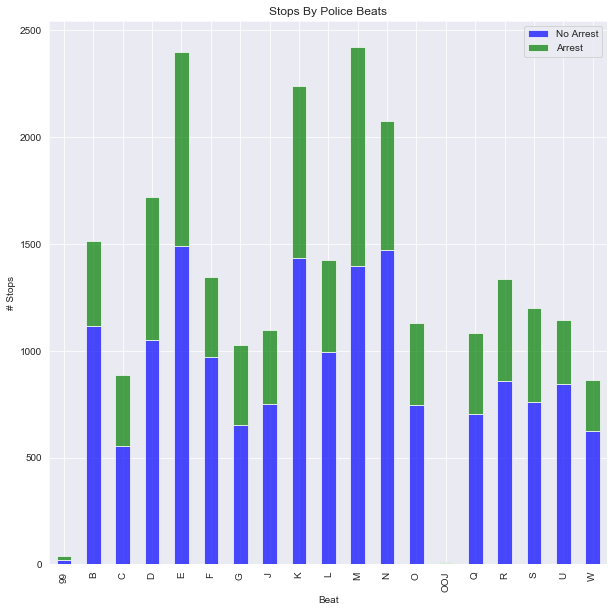 Stops By Police Beats
No Arrest
Arrest
2500
2000
1500
1000
500
0
# Stops
99 B C D E F G J K L M N O OOJ Q R S U W
Beat